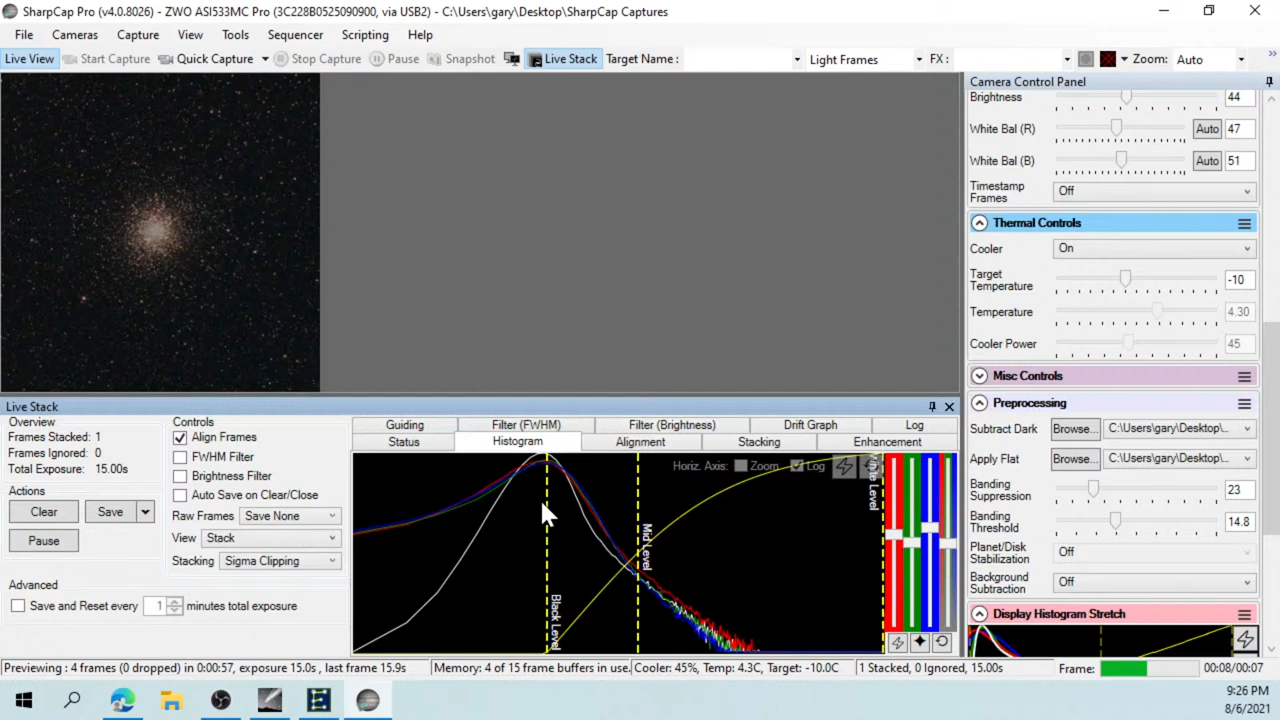 SharpCap Pro (v4.0.8026) - ZWO ASI533MC Pro (3C228B0525090900, via USB2) - C:\Users\gary\Desktop\SharpCap Captures
File Cameras Capture View Tools Sequencer Scripting Help
Live View Start Capture Quick Capture Stop Capture Pause Snapshot Live Stack Target Name : Light Frames FX : Zoom: Auto
Camera Control Panel
Brightness 44
White Bal (R) Auto 47
White Bal (B) Auto 51
Timestamp
Frames Off
Thermal Controls
Cooler On
Target
Temperature -10
Temperature 4.30
Cooler Power 45
Misc Controls
Preprocessing
Subtract Dark Browse... C:\Users\gary\Desktop\...
Apply Flat Browse... C:\Users\gary\Desktop\...
Banding
Suppression 23
Banding
Threshold 14.8
Planet/Disk
Stabilization Off
Background
Subtraction Off
Display Histogram Stretch
Live Stack
Overview
Frames Stacked: 1
Frames Ignored: 0
Total Exposure: 15.00s
Actions
Clear Save
Pause
Controls
Align Frames
FWHM Filter
Brightness Filter
Auto Save on Clear/Close
Raw Frames Save None
View Stack
Stacking Sigma Clipping
Advanced
Save and Reset every 1 minutes total exposure
Guiding Filter (FWHM) Filter (Brightness) Drift Graph Log
Status Histogram Alignment Stacking Enhancement
Horiz. Axis: Zoom Log
Black Level
Mid Level
White Level
Previewing : 4 frames (0 dropped) in 0:00:57, exposure 15.0s , last frame 15.9s Memory: 4 of 15 frame buffers in use. Cooler: 45%, Temp: 4.3C, Target: -10.0C 1 Stacked, 0 Ignored, 15.00s Frame: 00:08/00:07
9:26 PM
8/6/2021